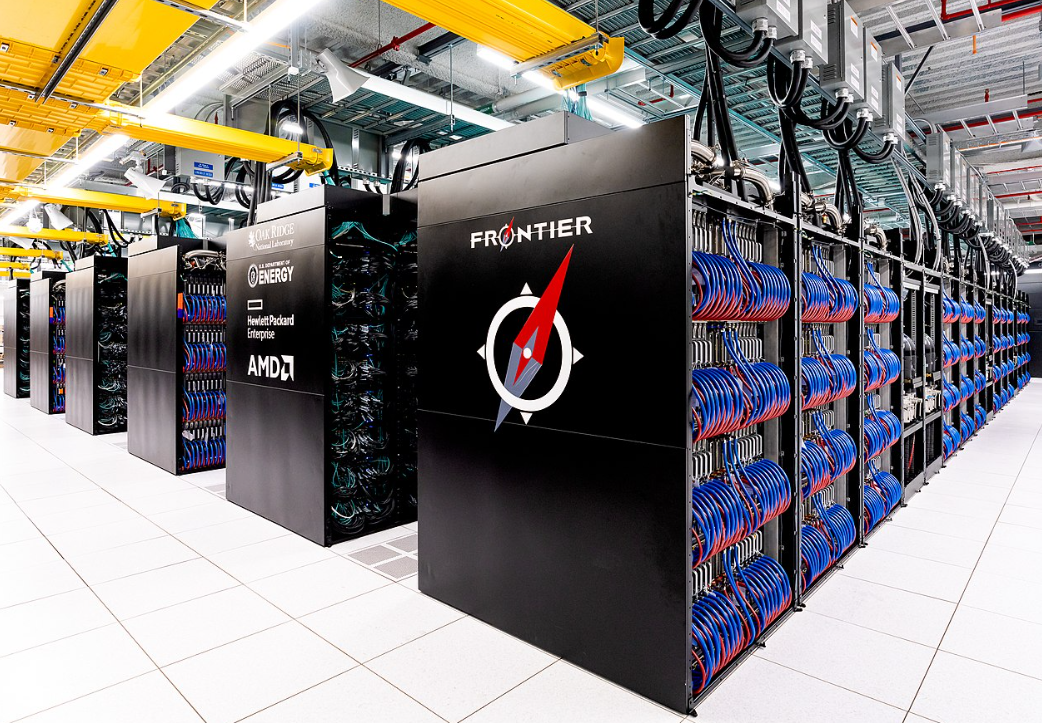 OAK RIDGE
National Laboratory
U.S. DEPARTMENT OF
ENERGY
Hewlett Packard
Enterprise
AMD
FRONTIER